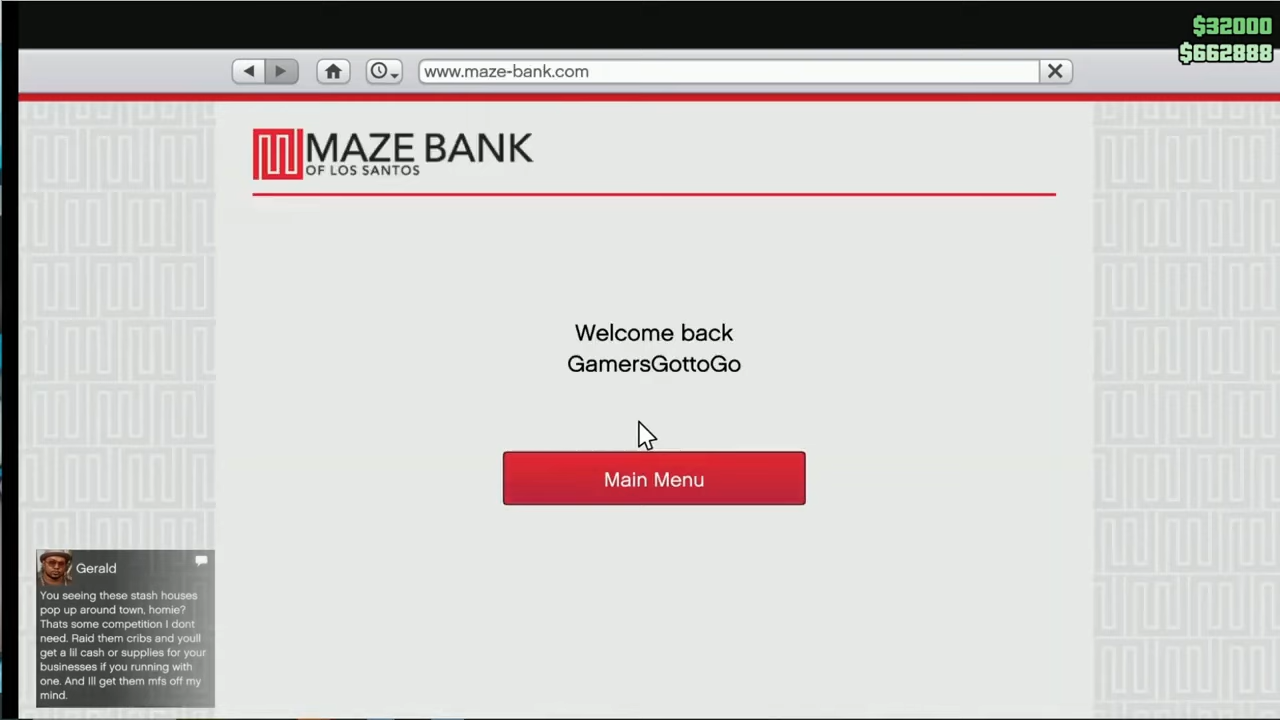 $32000
$662888
www.maze-bank.com
MAZE BANK
OF LOS SANTOS
Welcome back
GamersGottoGo
Main Menu
Gerald
You seeing these stash houses
pop up around town, homie?
Thats some competition I dont
need. Raid them cribs and youll
get a lil cash or supplies for your
businesses if you running with
one. And Ill get them mfs off my
mind.